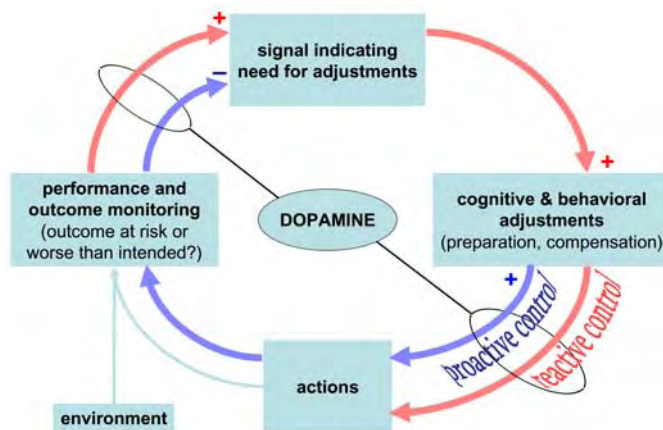 +
signal indicating
need for adjustments
–
+
performance and
outcome monitoring
(outcome at risk or
worse than intended?)
DOPAMINE
cognitive & behavioral
adjustments
(preparation, compensation)
+
proactive control
reactive control
actions
environment